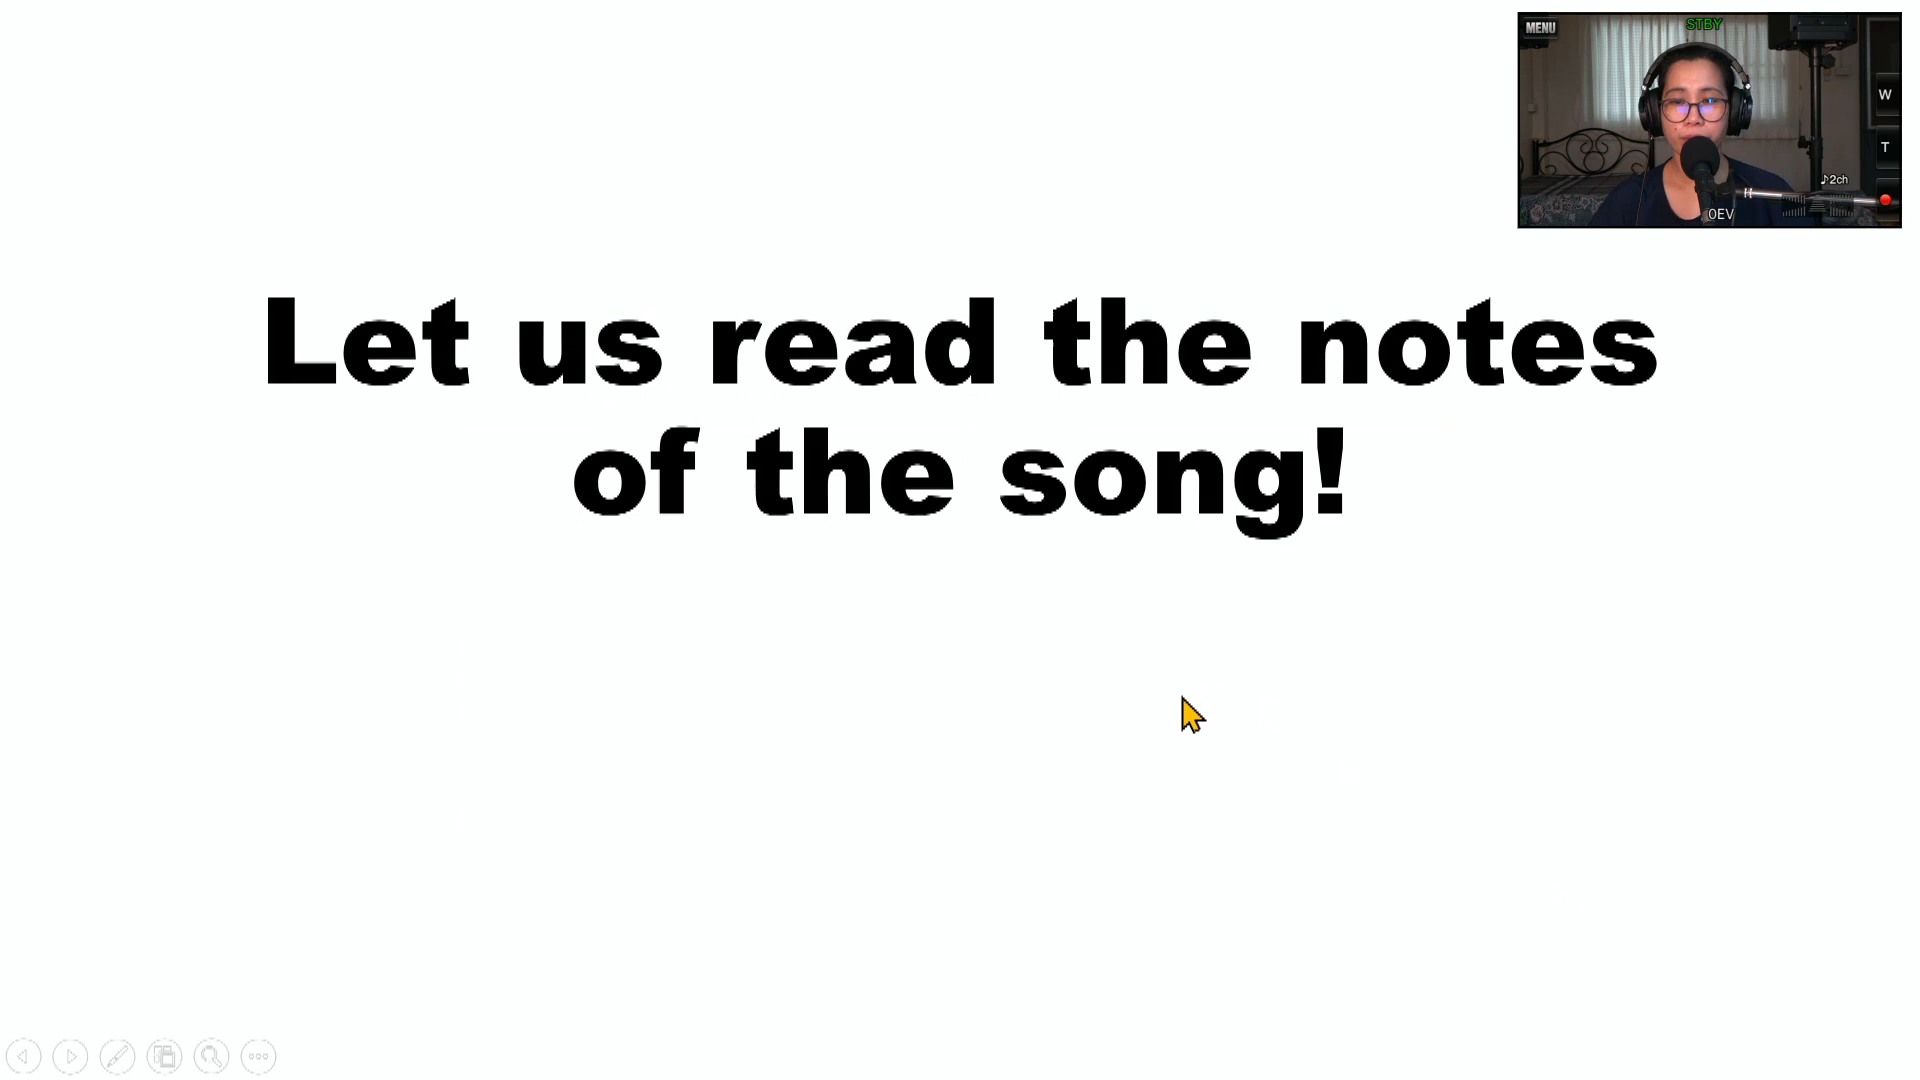 MENU
STBY
W
T
♪2ch
0EV
Let us read the notes
of the song!